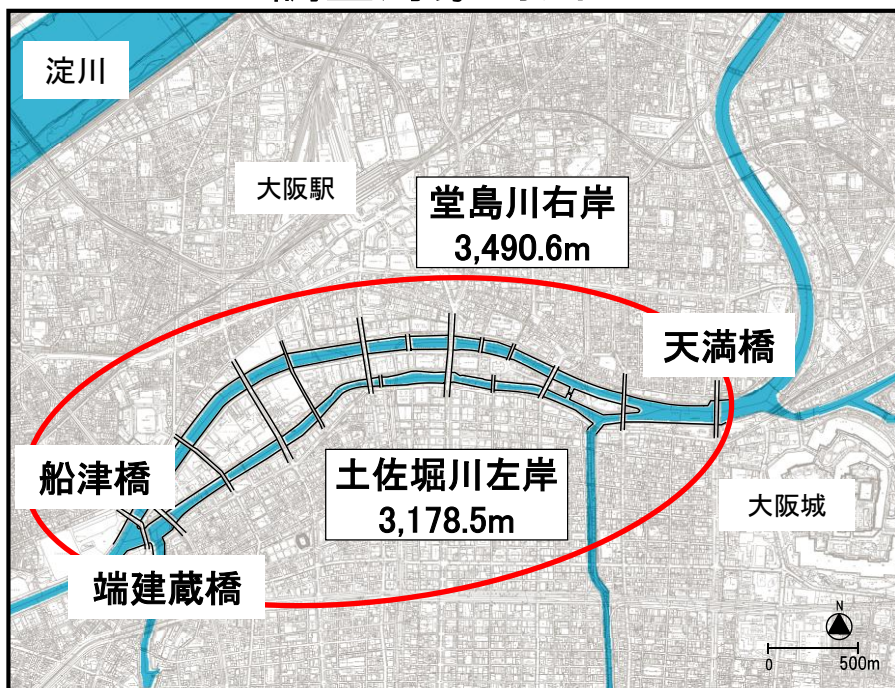 淀川
大阪駅
堂島川右岸
3,490.6m
天満橋
船津橋
土佐堀川左岸
3,178.5m
大阪城
端建蔵橋
N
0 500m